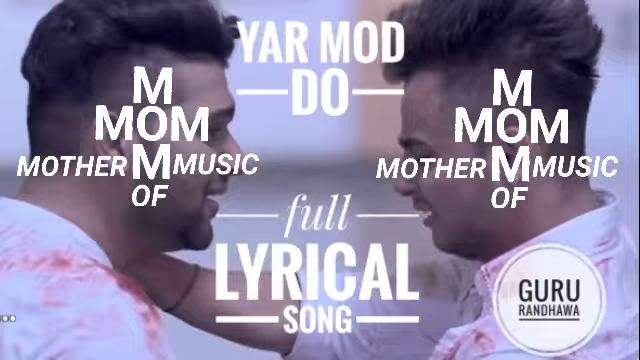 YAR MOD
DO
M
MOM
MOTHER M MUSIC
OF
M
MOM
MOTHER M MUSIC
OF
full
LYRICAL
SONG
GURU
RANDHAWA